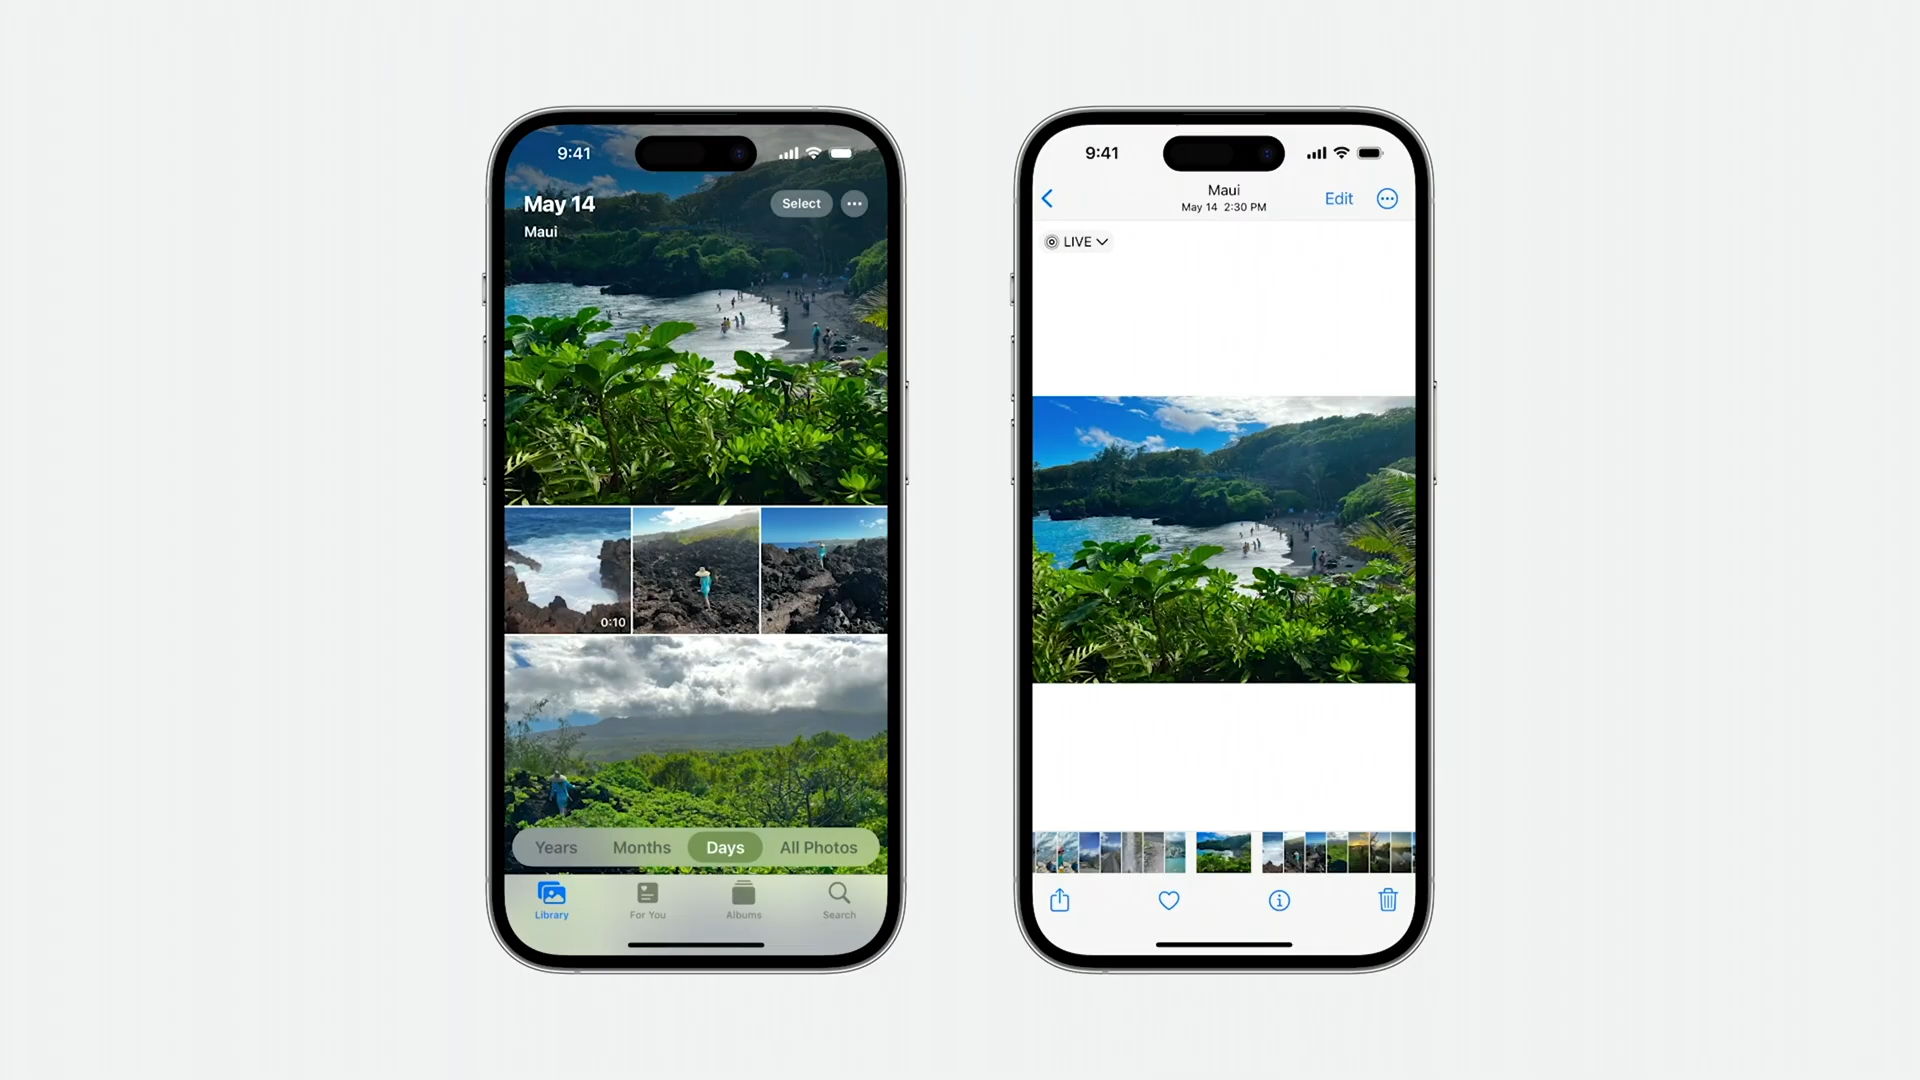 9:41
May 14
Select
Maui
0:10
Years Months Days All Photos
Library For You Albums Search
9:41
Maui
May 14 2:30 PM
Edit
LIVE